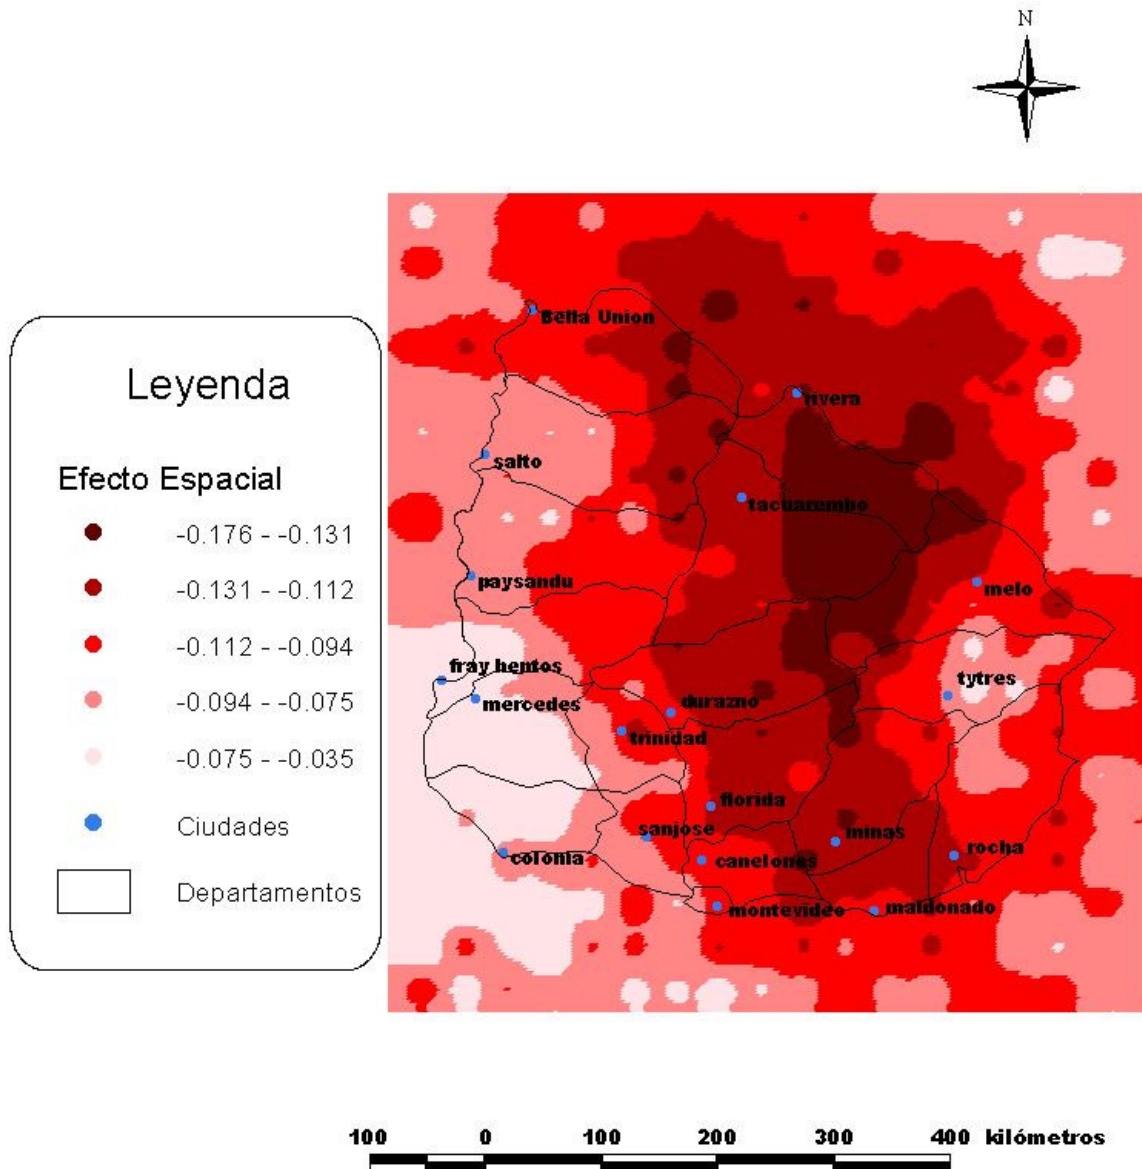 N
Leyenda
Efecto Espacial
-0.176 - -0.131
-0.131 - -0.112
-0.112 - -0.094
-0.094 - -0.075
-0.075 - -0.035
Ciudades
Departamentos
Bella Union
rivera
salto
tacuarembo
paysandu
melo
fray hentos
tytres
mercedes
durazno
trinidad
florida
sanjose
minas
colonia
canelones
rocha
montevideo
maldonado
100 0 100 200 300 400 kilómetros